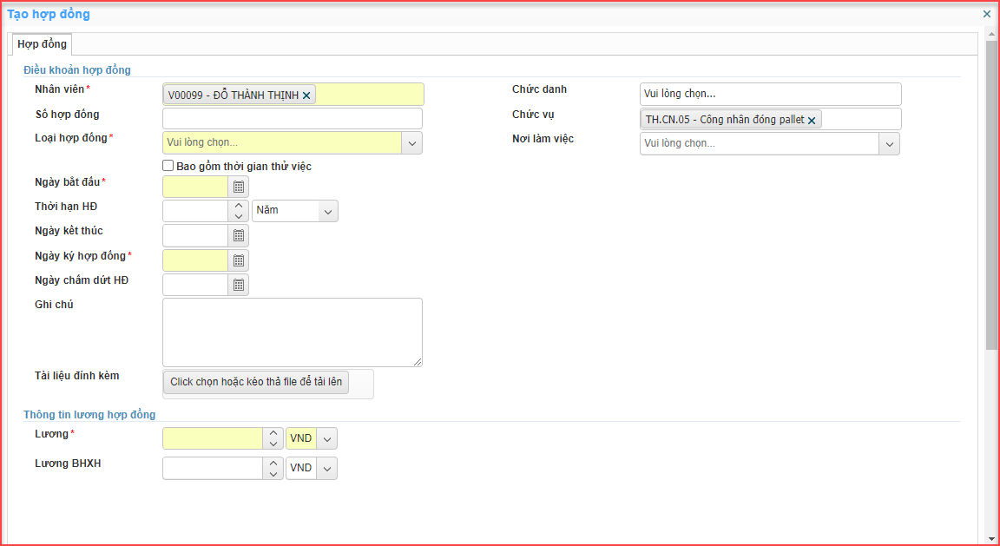 Tạo hợp đồng
Hợp đồng
Điều khoản hợp đồng
Nhân viên*
V00099 - ĐỖ THÀNH THỊNH
Chức danh
Vui lòng chọn...
Số hợp đồng
Chức vụ
TH.CN.05 - Công nhân đóng pallet
Loại hợp đồng*
Vui lòng chọn...
Nơi làm việc
Vui lòng chọn...
Bao gồm thời gian thử việc
Ngày bắt đầu*
Thời hạn HĐ
Năm
Ngày kết thúc
Ngày ký hợp đồng*
Ngày chấm dứt HĐ
Ghi chú
Tài liệu đính kèm
Click chọn hoặc kéo thả file để tải lên
Thông tin lương hợp đồng
Lương*
VND
Lương BHXH
VND